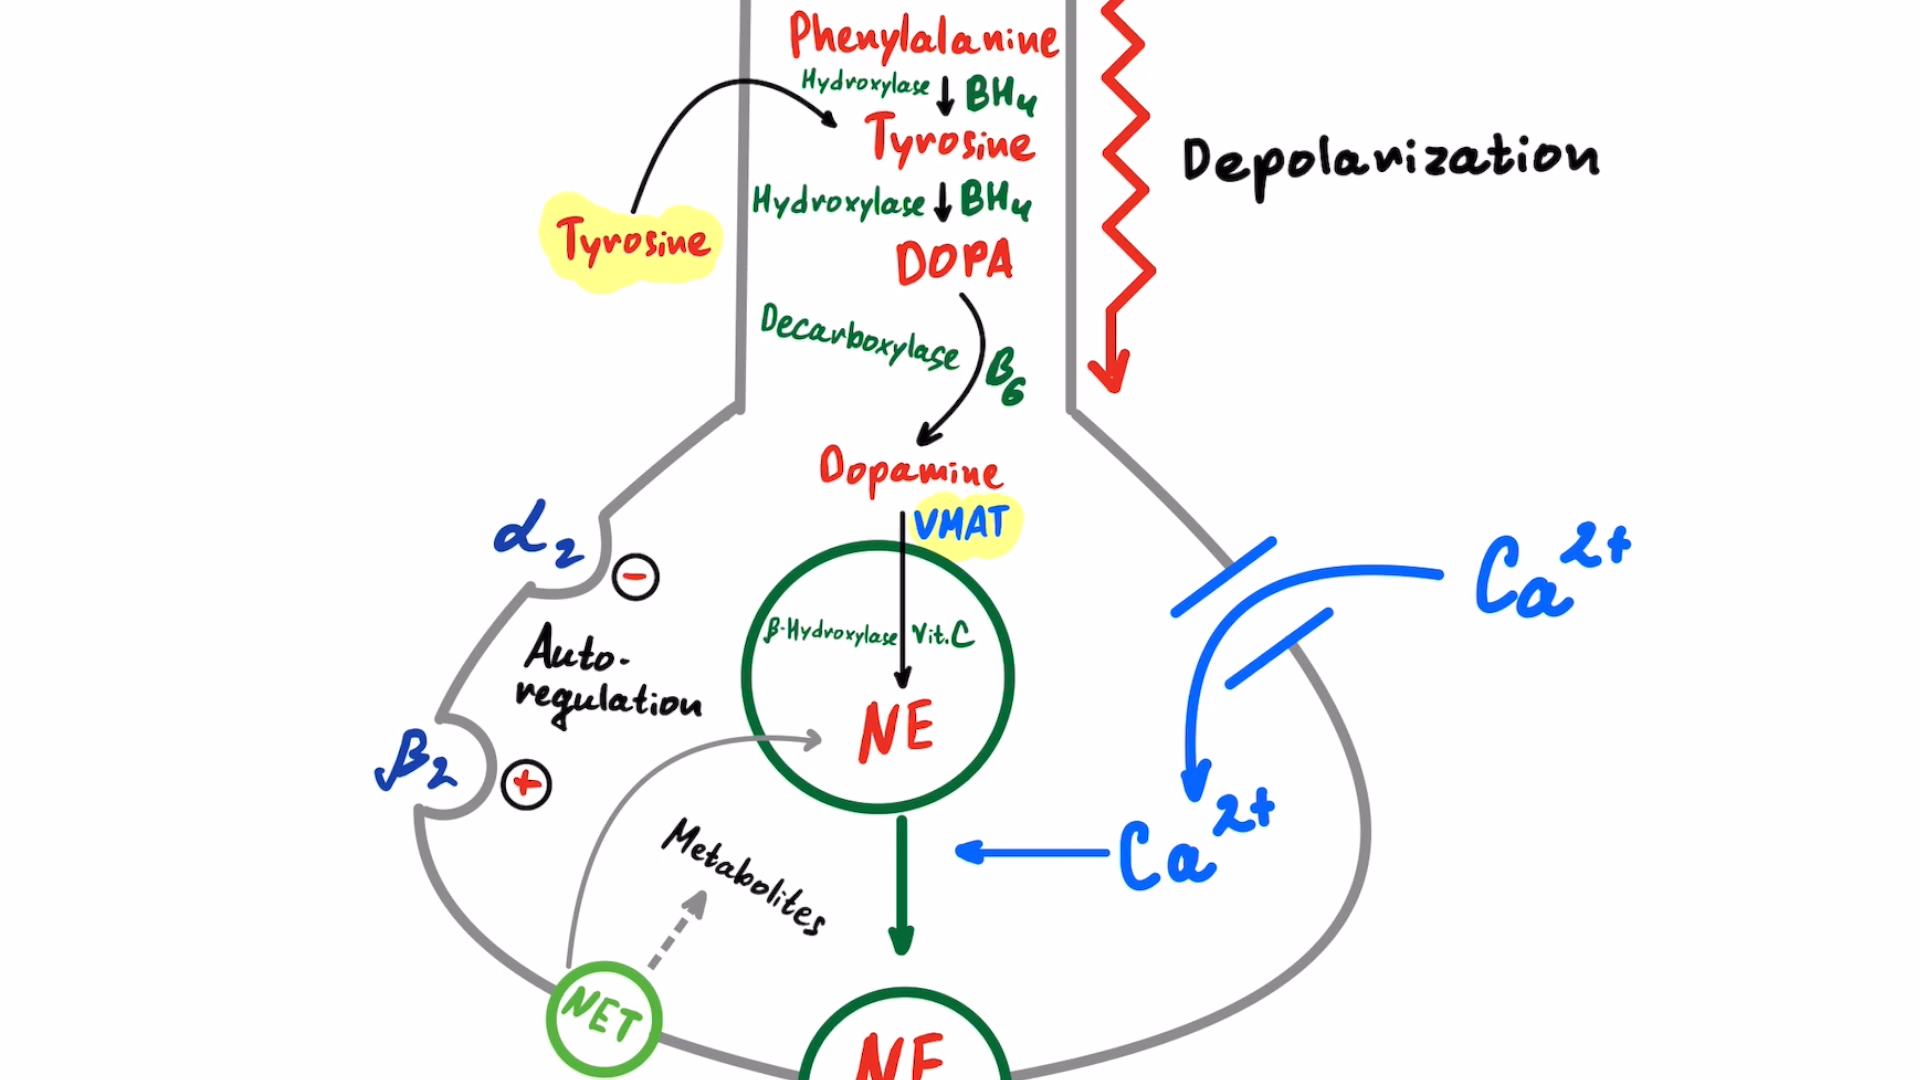 Phenylalanine
Hydroxylase BH4
Tyrosine
Hydroxylase BH4
Tyrosine
DOPA
Decarboxylase B6
Dopamine
VMAT
β-Hydroxylase Vit.C
NE
Depolarization
α2
−
Auto-
regulation
β2
+
Metabolites
NET
NE
Ca2+
Ca2+